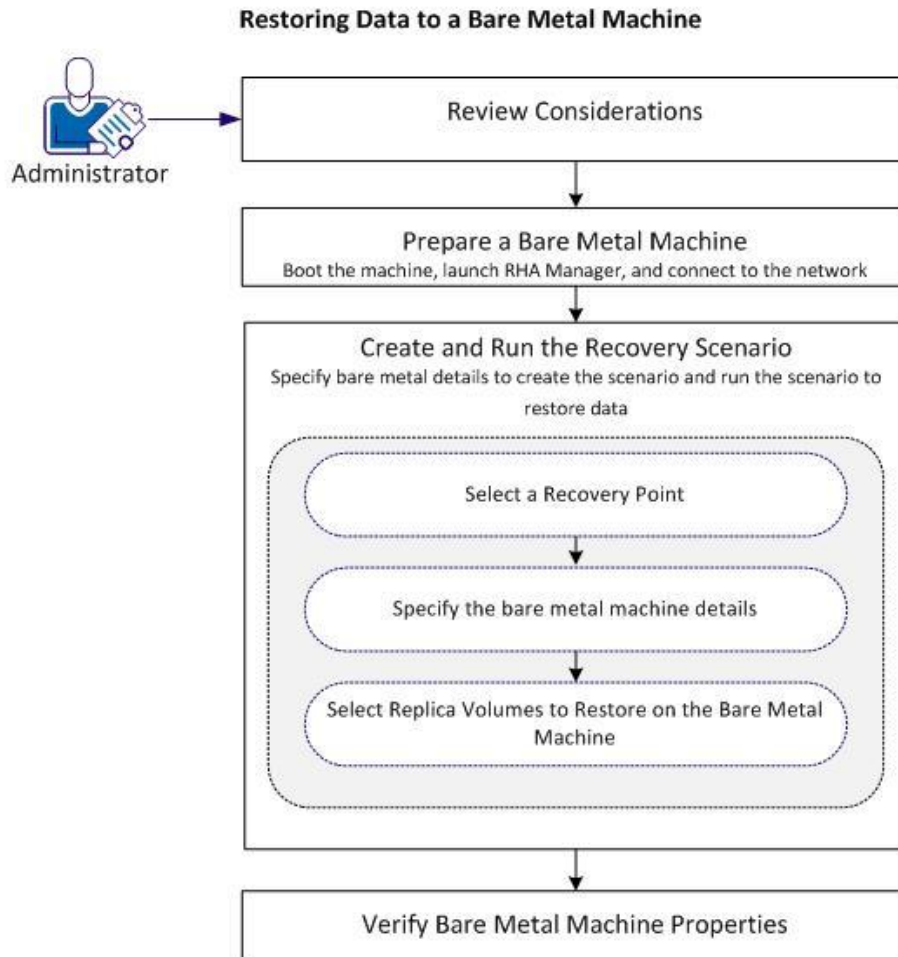 Restoring Data to a Bare Metal Machine
Administrator
Review Considerations
Prepare a Bare Metal Machine
Boot the machine, launch RHA Manager, and connect to the network
Create and Run the Recovery Scenario
Specify bare metal details to create the scenario and run the scenario to
restore data
Select a Recovery Point
Specify the bare metal machine details
Select Replica Volumes to Restore on the Bare Metal
Machine
Verify Bare Metal Machine Properties